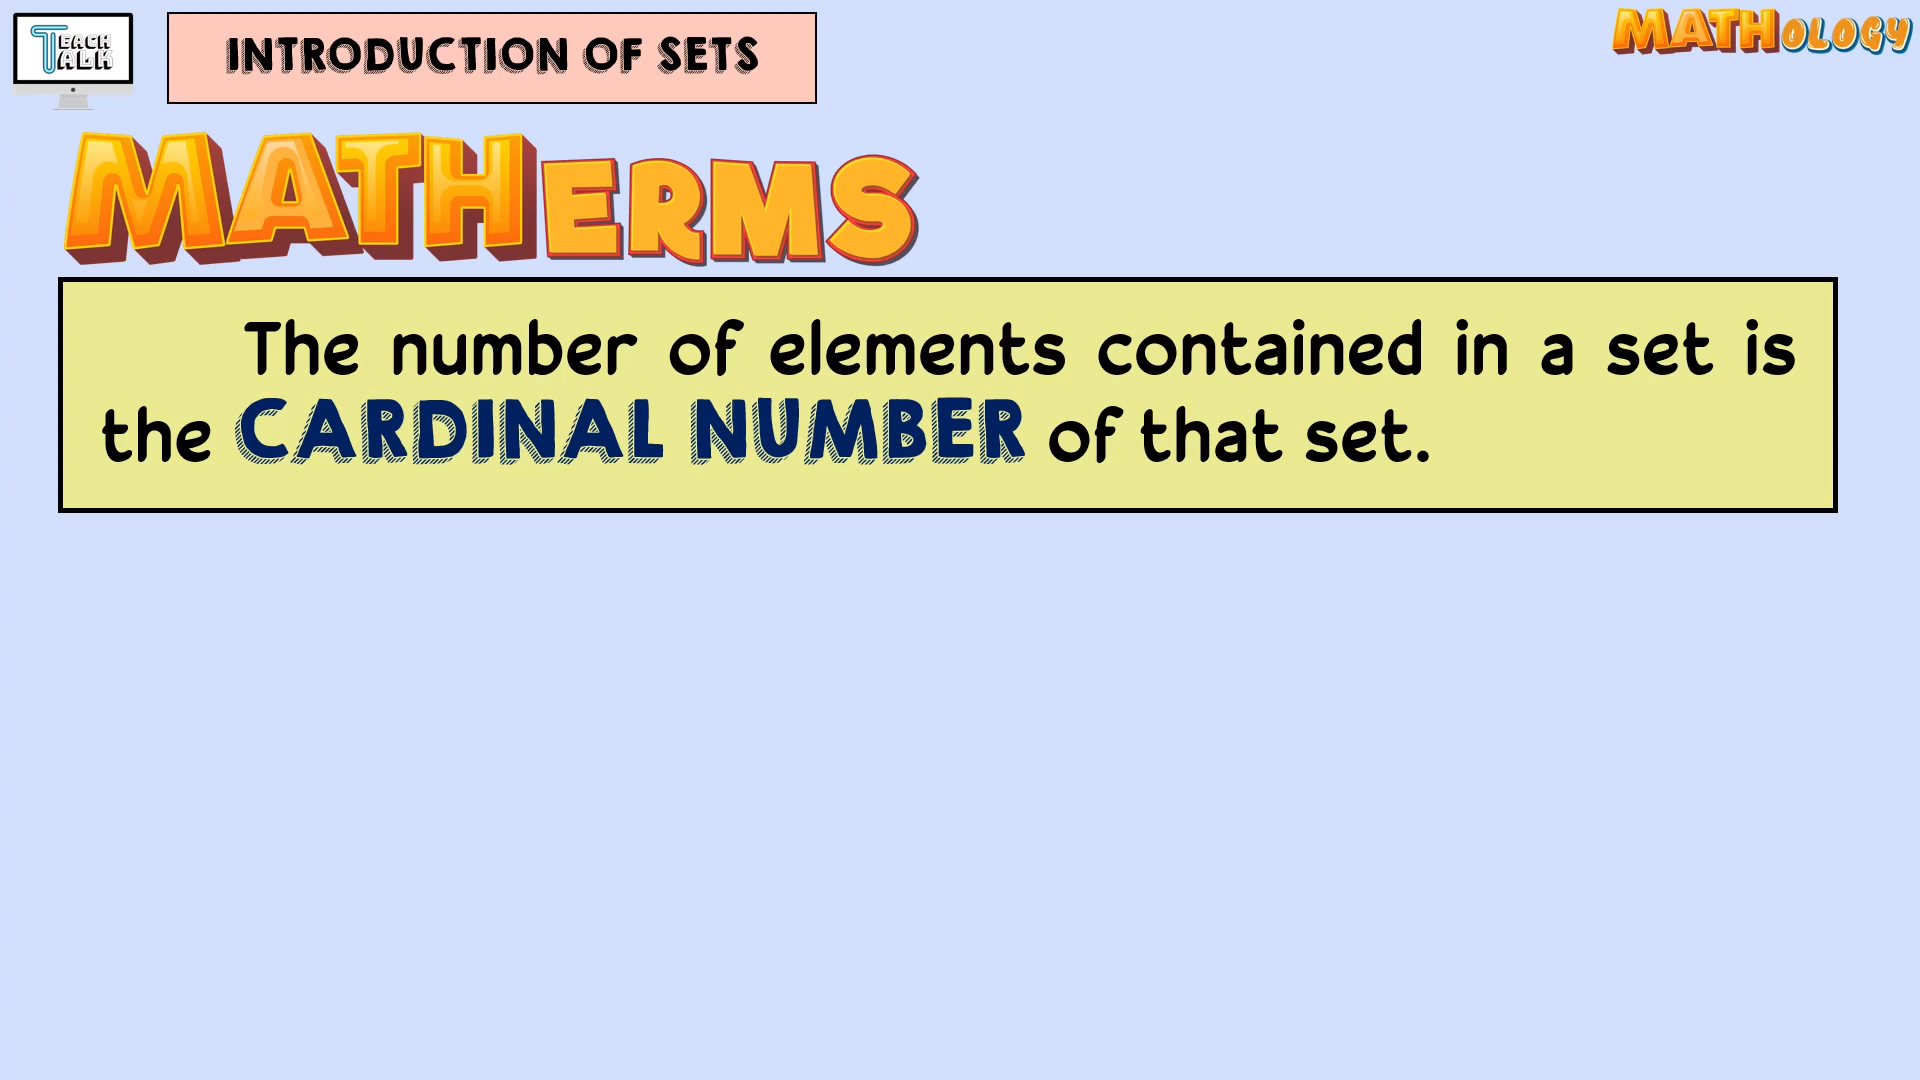 TEACH
TALK
INTRODUCTION OF SETS
MATHOLOGY
MATHERMS
The number of elements contained in a set is
the CARDINAL NUMBER of that set.